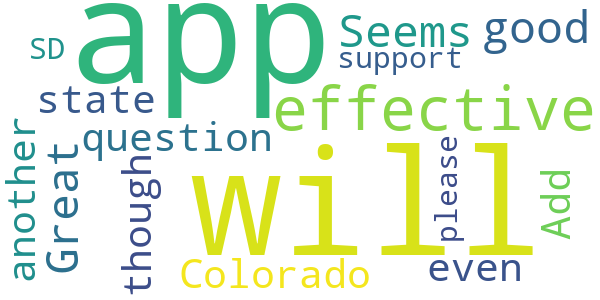 app
Seems
good
SD
support
state
effective
question
another
Great
though
will
please
Add
Colorado
even